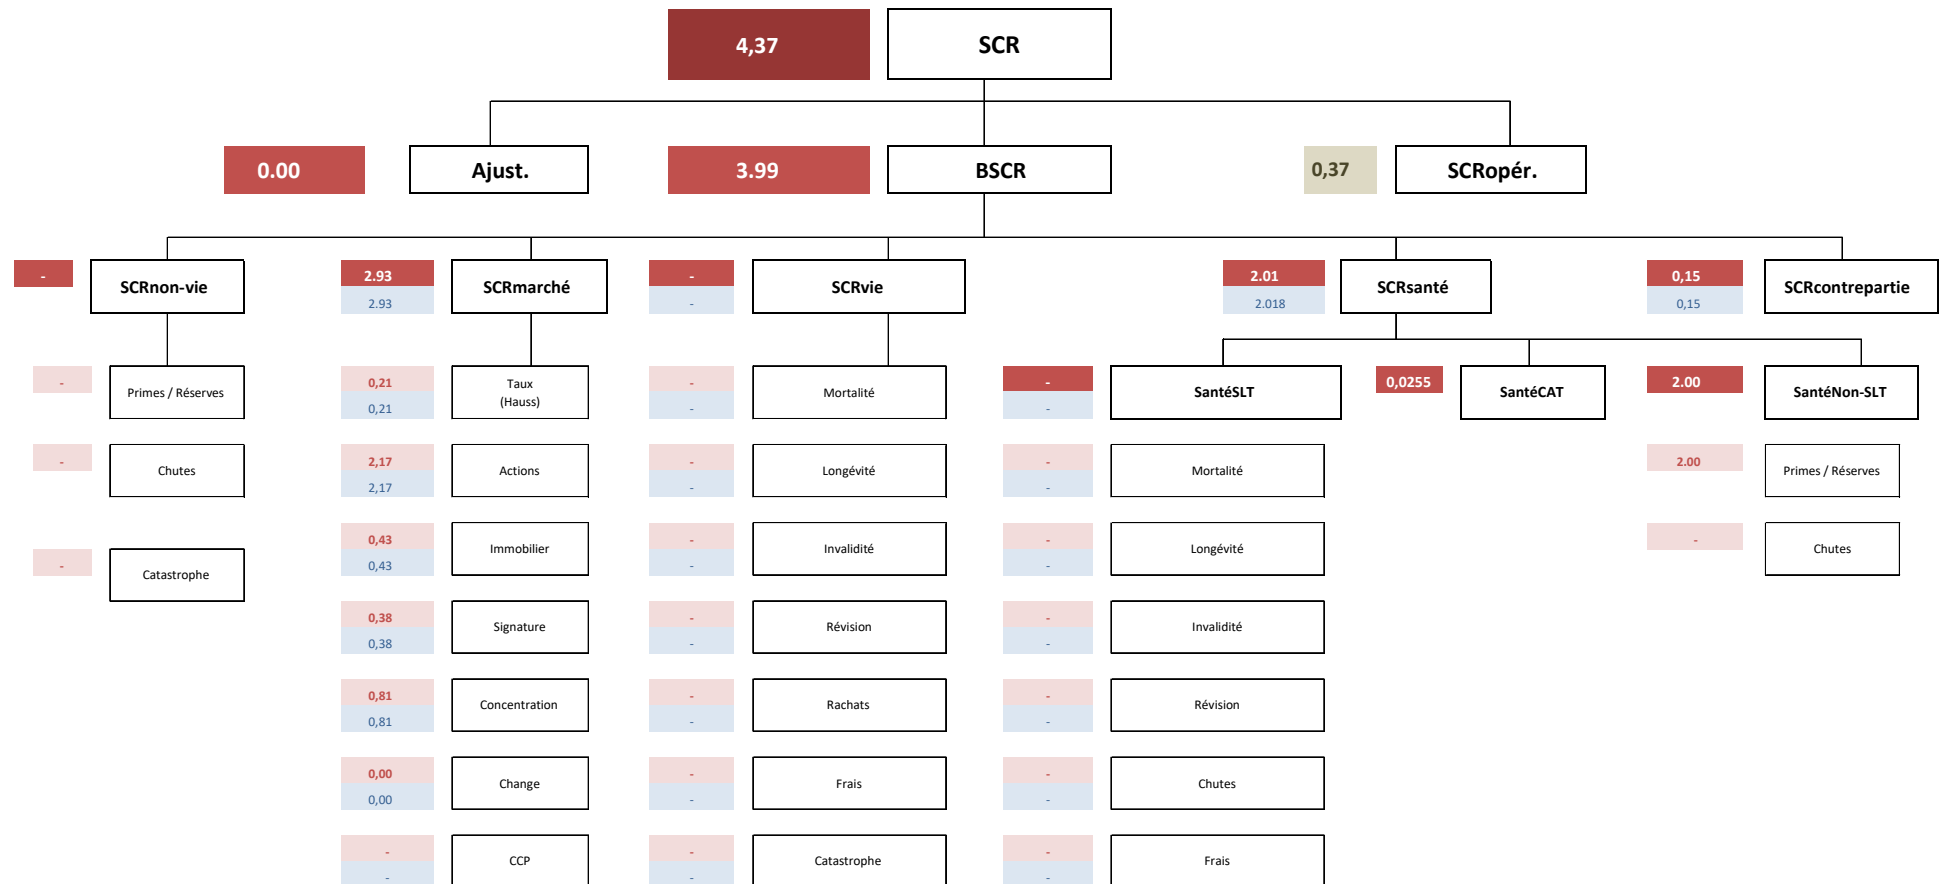 4,37
SCR
0.00
Ajust.
3.99
BSCR
0,37
SCRopér.
-
SCRnon-vie
2.93
2.93
SCRmarché
-
-
SCRvie
2.01
2.018
SCRsanté
0,15
0,15
SCRcontrepartie
-
Primes / Réserves
0,21
0,21
Taux
(Hauss)
-
-
Mortalité
-
-
SantéSLT
0,0255
SantéCAT
2.00
SantéNon-SLT
-
Chutes
2,17
2,17
Actions
-
-
Longévité
-
-
Mortalité
2.00
Primes / Réserves
-
Catastrophe
0,43
0,43
Immobilier
-
-
Invalidité
-
-
Longévité
-
Chutes
0,38
0,38
Signature
-
-
Révision
-
-
Invalidité
0,81
0,81
Concentration
-
-
Rachats
-
-
Révision
0,00
0,00
Change
-
-
Frais
-
-
Chutes
-
-
CCP
-
-
Catastrophe
-
-
Frais